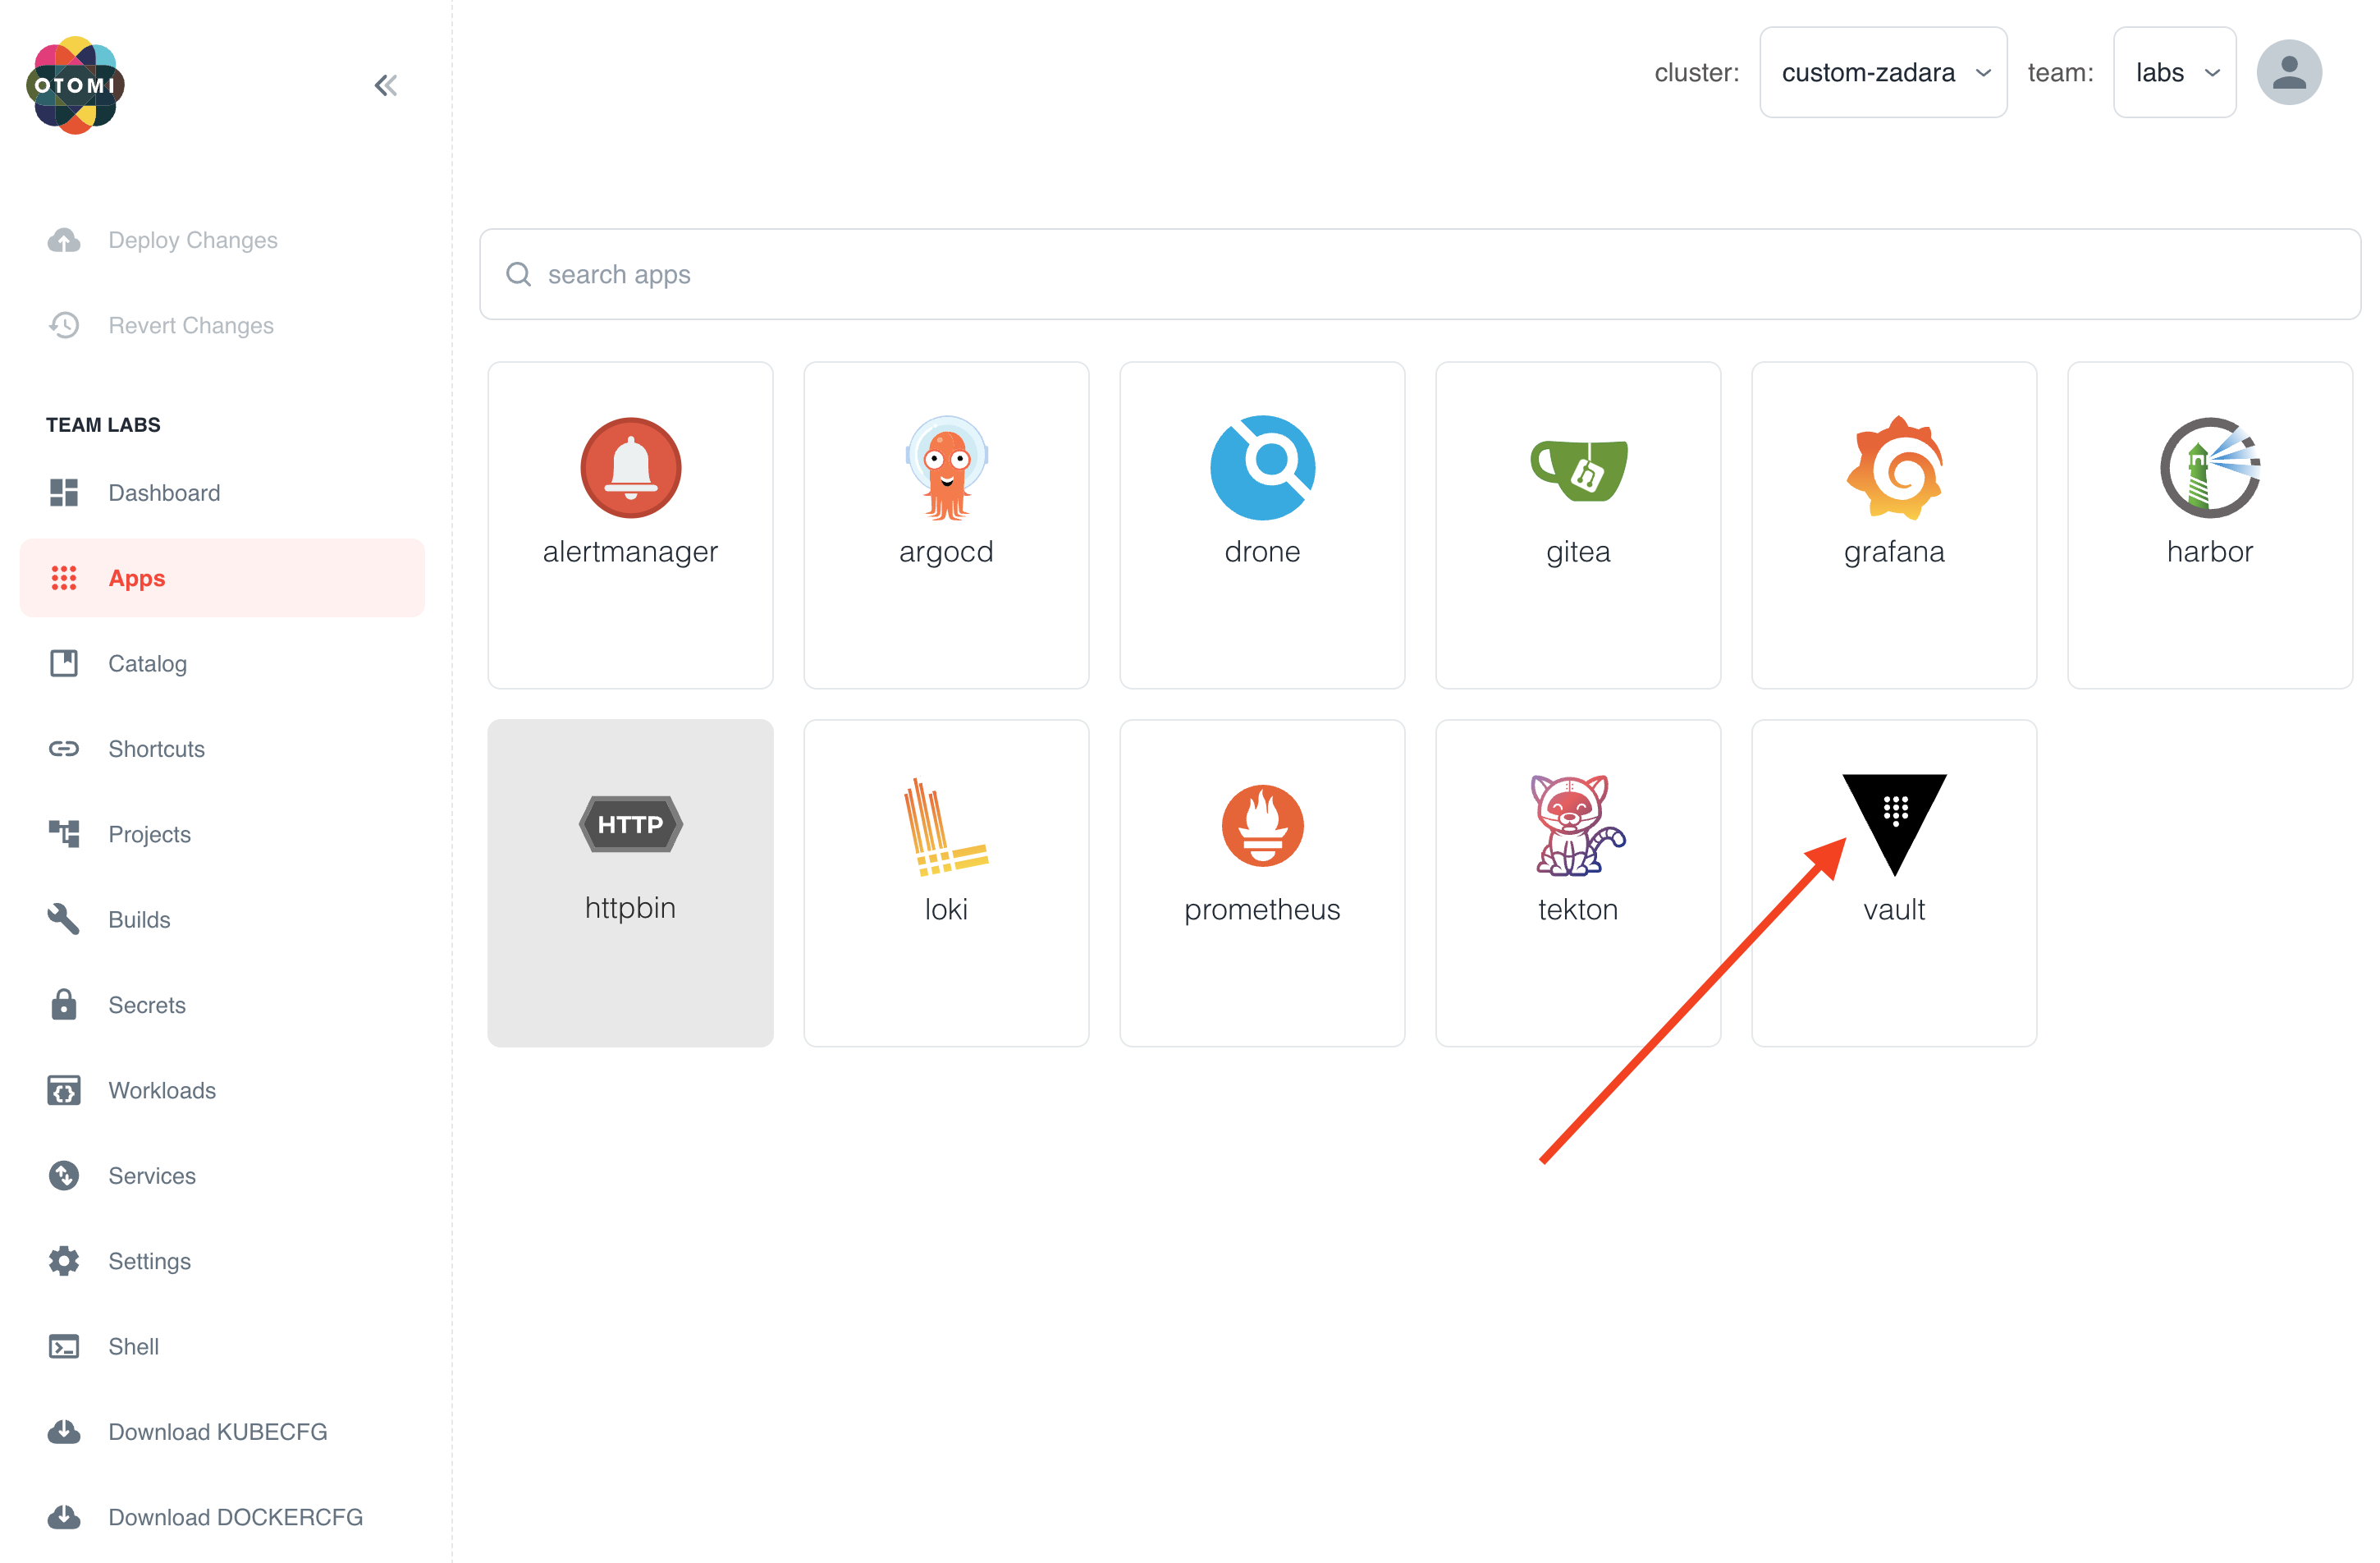 OTOMI
cluster: custom-zadara team: labs
Deploy Changes
Revert Changes
TEAM LABS
Dashboard
Apps
Catalog
Shortcuts
Projects
Builds
Secrets
Workloads
Services
Settings
Shell
Download KUBECFG
Download DOCKERCFG
search apps
alertmanager
argocd
drone
gitea
grafana
harbor
HTTP
httpbin
loki
prometheus
tekton
vault